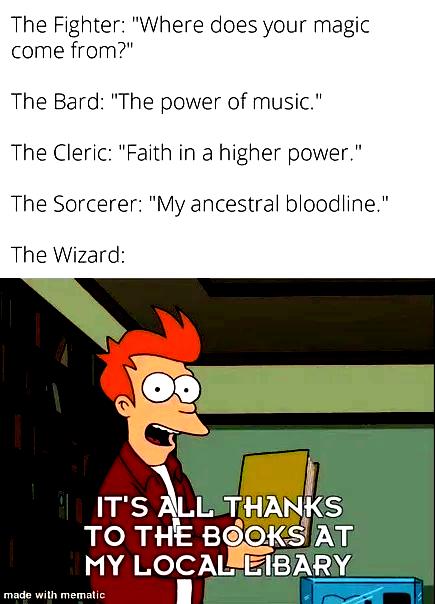 The Fighter: "Where does your magic
come from?"
The Bard: "The power of music."
The Cleric: "Faith in a higher power."
The Sorcerer: "My ancestral bloodline."
The Wizard:
IT'S ALL THANKS
TO THE BOOKS AT
MY LOCAL LIBARY
made with mematic